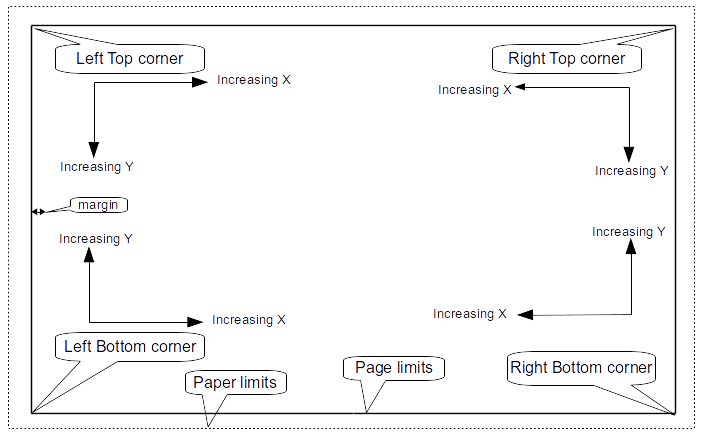 Left Top corner
Right Top corner
Increasing X
Increasing X
Increasing Y
Increasing Y
margin
Increasing Y
Increasing Y
Increasing X
Increasing X
Left Bottom corner
Right Bottom corner
Paper limits
Page limits